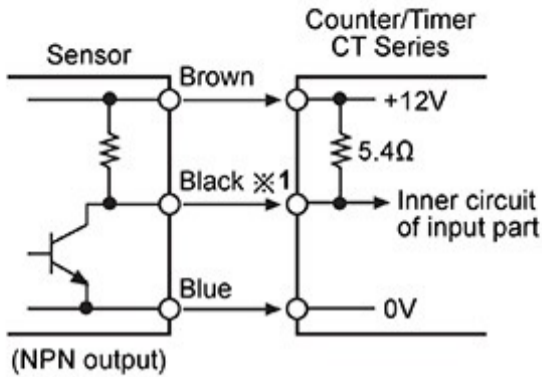 Counter/Timer
CT Series
Sensor
Brown
+12V
5.4Ω
Black ※1
Inner circuit
of input part
Blue
0V
(NPN output)